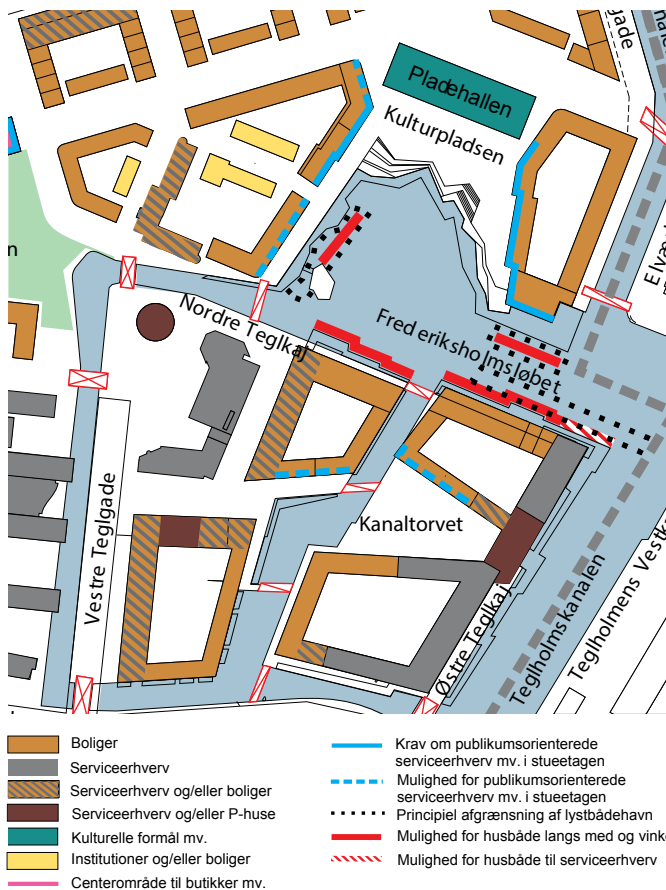 gade
Pladehallen
Kulturpladsen
Nordre Teglkaj
Frederiksholmsløbet
Vestre Teglgade
Kanaltorvet
Østre Teglkaj
Teglholmskanalen
Boliger
Serviceerhverv
Serviceerhverv og/eller boliger
Serviceerhverv og/eller P-huse
Kulturelle formål mv.
Institutioner og/eller boliger
Centerområde til butikker mv.
Krav om publikumsorienterede
serviceerhverv mv. i stueetagen
Mulighed for publikumsorienterede
serviceerhverv mv. i stueetagen
Principiel afgrænsning af lystbådehavn
Mulighed for husbåde langs med og vinke
Mulighed for husbåde til serviceerhverv